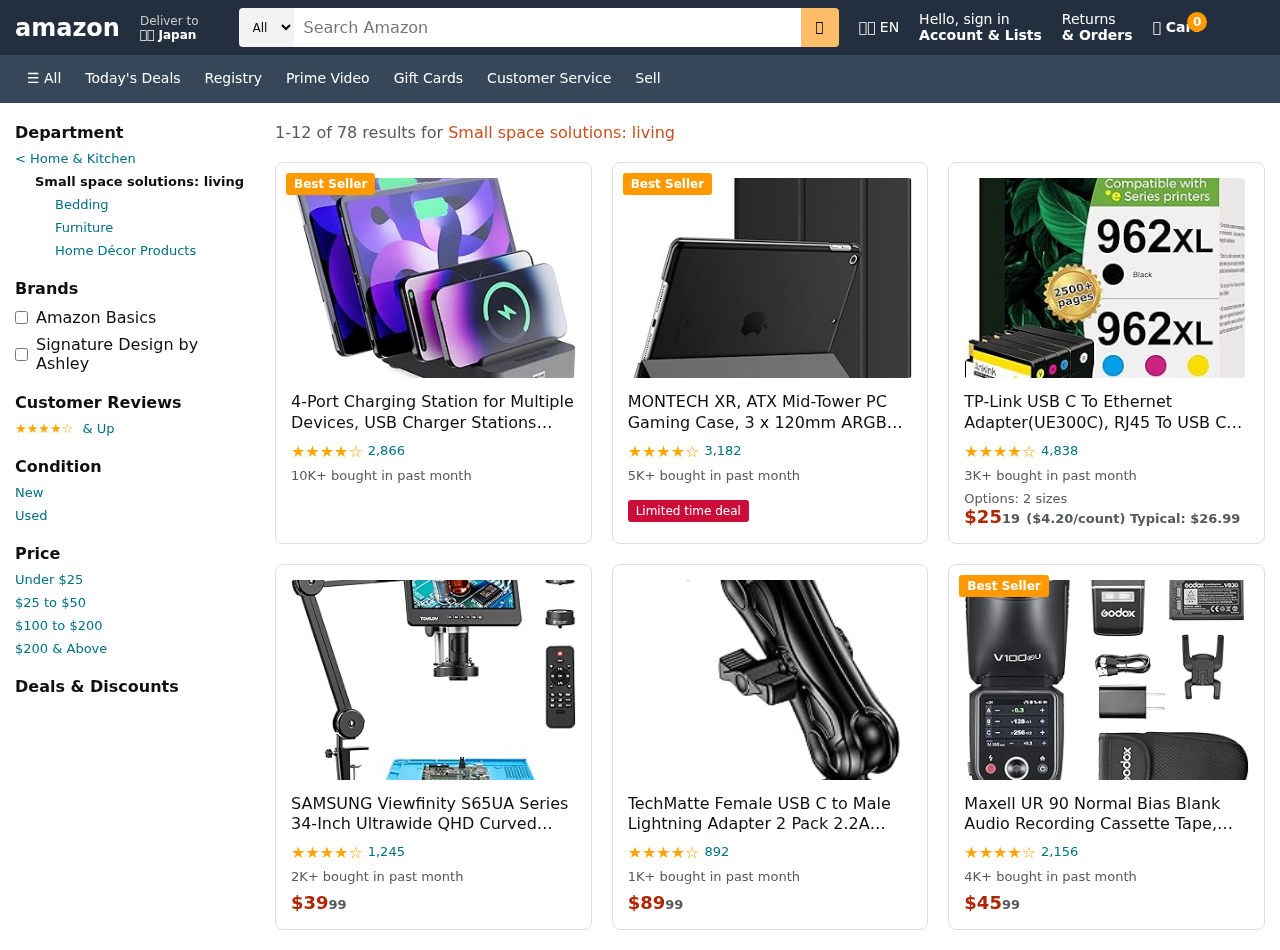 amazon
Deliver to
Japan
All
Search Amazon
EN
Hello, sign in
Account & Lists
Returns
& Orders
0
☰ All
Today's Deals
Registry
Prime Video
Gift Cards
Customer Service
Sell
Department
< Home & Kitchen
Small space solutions: living
Bedding
Furniture
Home Décor Products
Brands
Amazon Basics
Signature Design by
Ashley
Customer Reviews
★★★★☆ & Up
Condition
New
Used
Price
Under $25
$25 to $50
$100 to $200
$200 & Above
Deals & Discounts
1-12 of 78 results for Small space solutions: living
Best Seller
4-Port Charging Station for Multiple
Devices, USB Charger Stations...
★★★★☆ 2,866
10K+ bought in past month
Best Seller
MONTECH XR, ATX Mid-Tower PC
Gaming Case, 3 x 120mm ARGB...
★★★★☆ 3,182
5K+ bought in past month
Limited time deal
Compatible with
e Series printers
962XL
Black
2500+
pages
962XL
TP-Link USB C To Ethernet
Adapter(UE300C), RJ45 To USB C...
★★★★☆ 4,838
3K+ bought in past month
Options: 2 sizes
$2519 ($4.20/count) Typical: $26.99
TOMLOV
SAMSUNG Viewfinity S65UA Series
34-Inch Ultrawide QHD Curved...
★★★★☆ 1,245
2K+ bought in past month
$3999
TechMatte Female USB C to Male
Lightning Adapter 2 Pack 2.2A...
★★★★☆ 892
1K+ bought in past month
$8999
Best Seller
Godox
Godox
Maxell UR 90 Normal Bias Blank
Audio Recording Cassette Tape,...
★★★★☆ 2,156
4K+ bought in past month
$4599